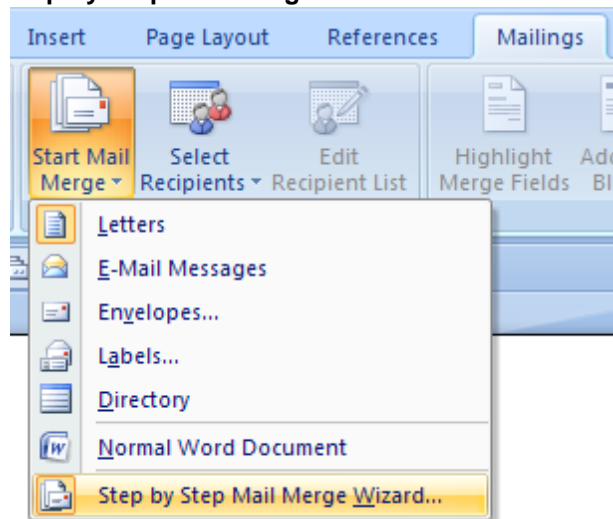 Insert Page Layout References Mailings
Start Mail Select Edit Highlight
Merge Recipients Recipient List Merge Fields
Letters
E-Mail Messages
Envelopes...
Labels...
Directory
Normal Word Document
Step by Step Mail Merge Wizard...